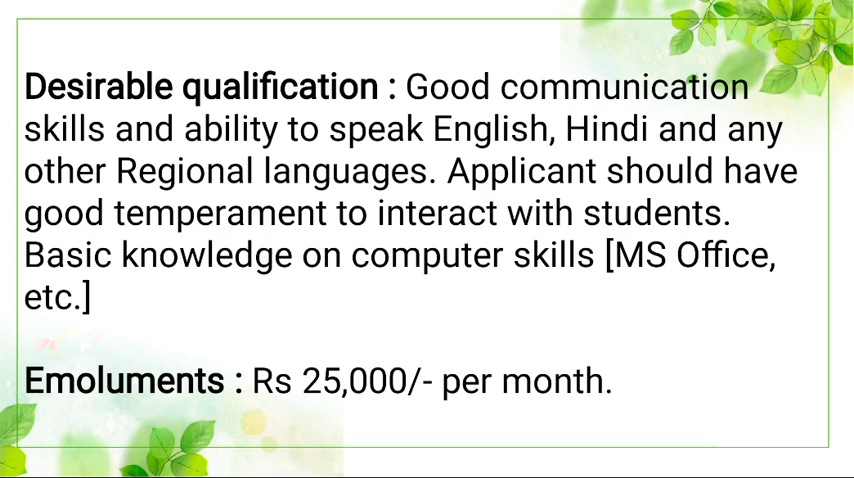 Desirable qualification : Good communication
skills and ability to speak English, Hindi and any
other Regional languages. Applicant should have
good temperament to interact with students.
Basic knowledge on computer skills [MS Office,
etc.]
Emoluments : Rs 25,000/- per month.